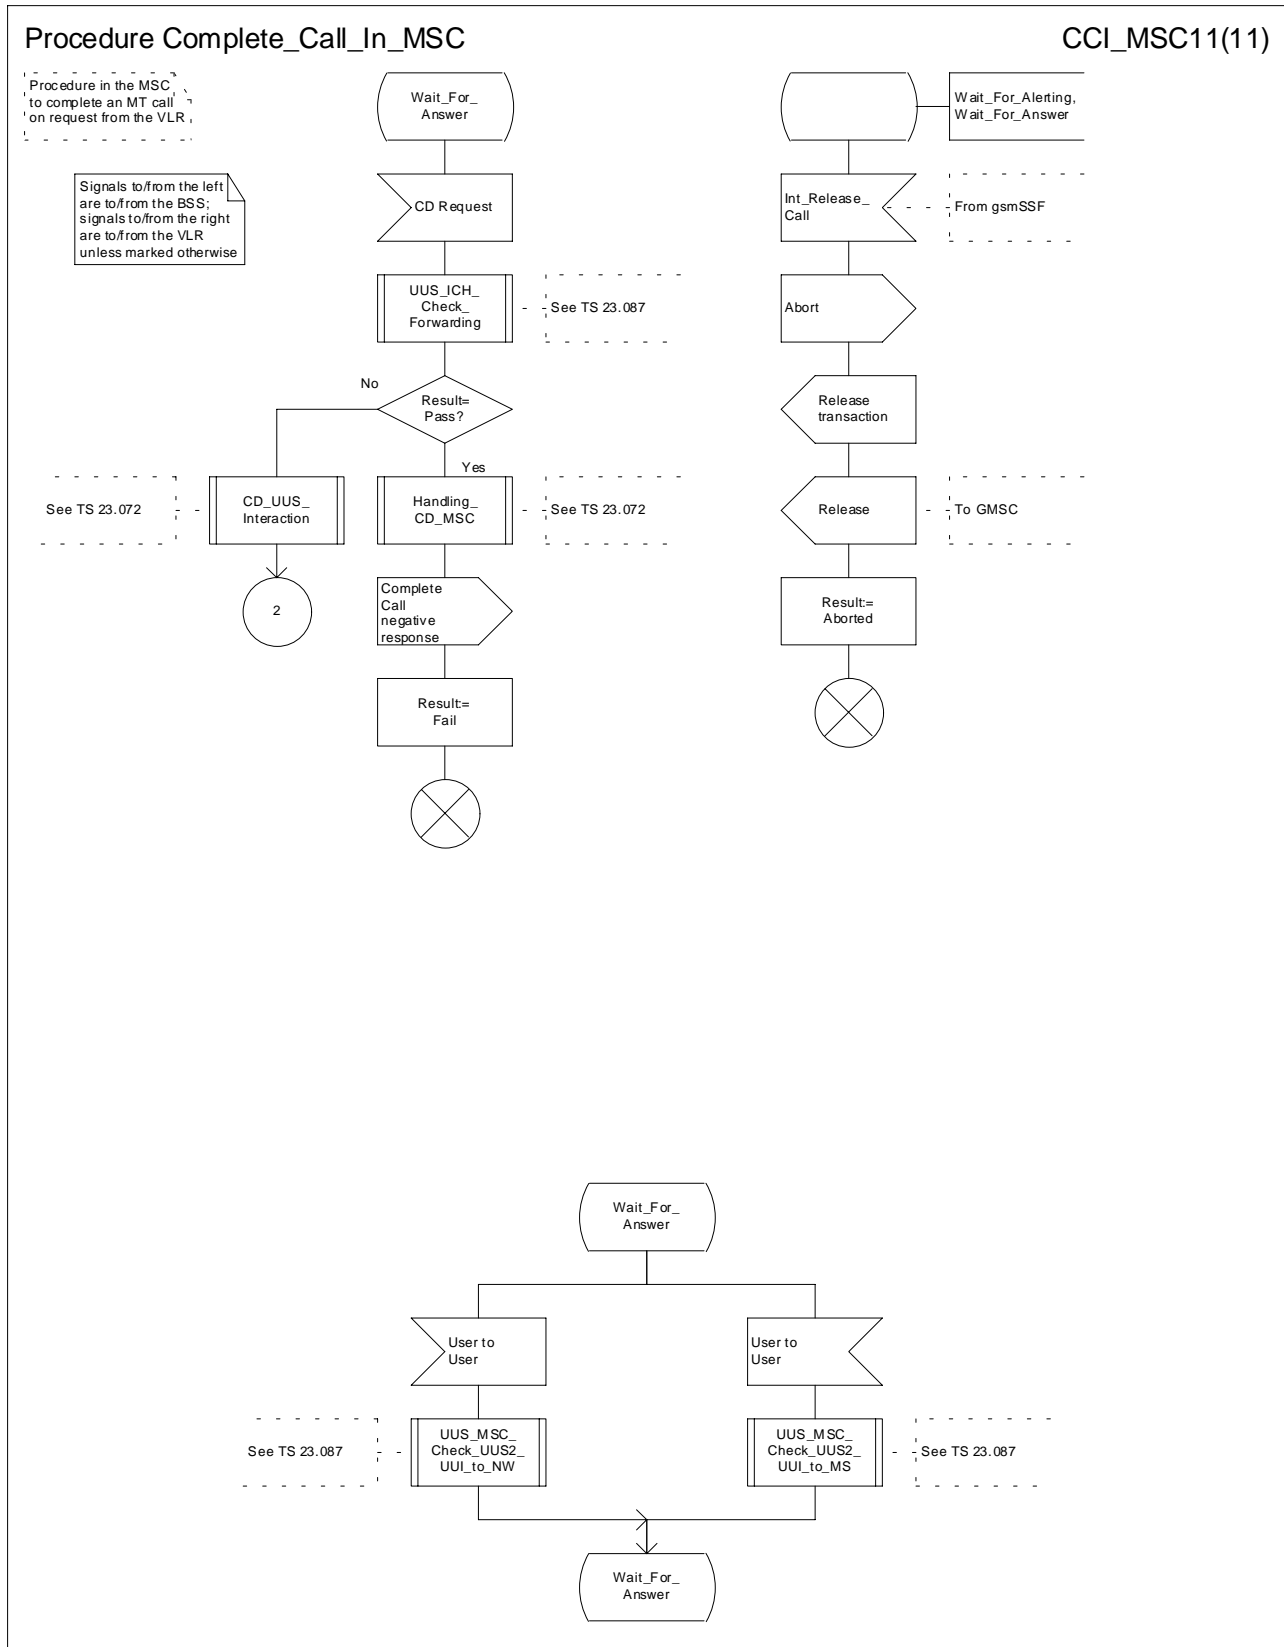 Procedure Complete_Call_In_MSC
CCI_MSC11(11)
Procedure in the MSC
to complete an MT call
on request from the VLR
Signals to/from the left
are to/from the BSS;
signals to/from the right
are to/from the VLR
unless marked otherwise
Wait_For_
Answer
CD Request
UUS_ICH_
Check_
Forwarding
See TS 23.087
Result=
Pass?
No
Yes
See TS 23.072
CD_UUS_
Interaction
2
Handling_
CD_MSC
See TS 23.072
Complete
Call
negative
response
Result:=
Fail
Wait_For_Alerting,
Wait_For_Answer
Int_Release_
Call
From gsmSSF
Abort
Release
transaction
Release
To GMSC
Result:=
Aborted
Wait_For_
Answer
User to
User
User to
User
See TS 23.087
UUS_MSC_
Check_UUS2_
UUI_to_NW
UUS_MSC_
Check_UUS2_
UUI_to_MS
See TS 23.087
Wait_For_
Answer